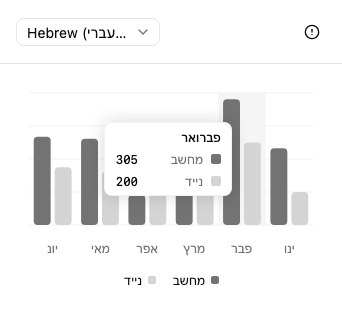 Hebrew (עברי...
פברואר
מחשב 305
נייד 200
ינו פבר מרץ אפר מאי יונ
מחשב נייד